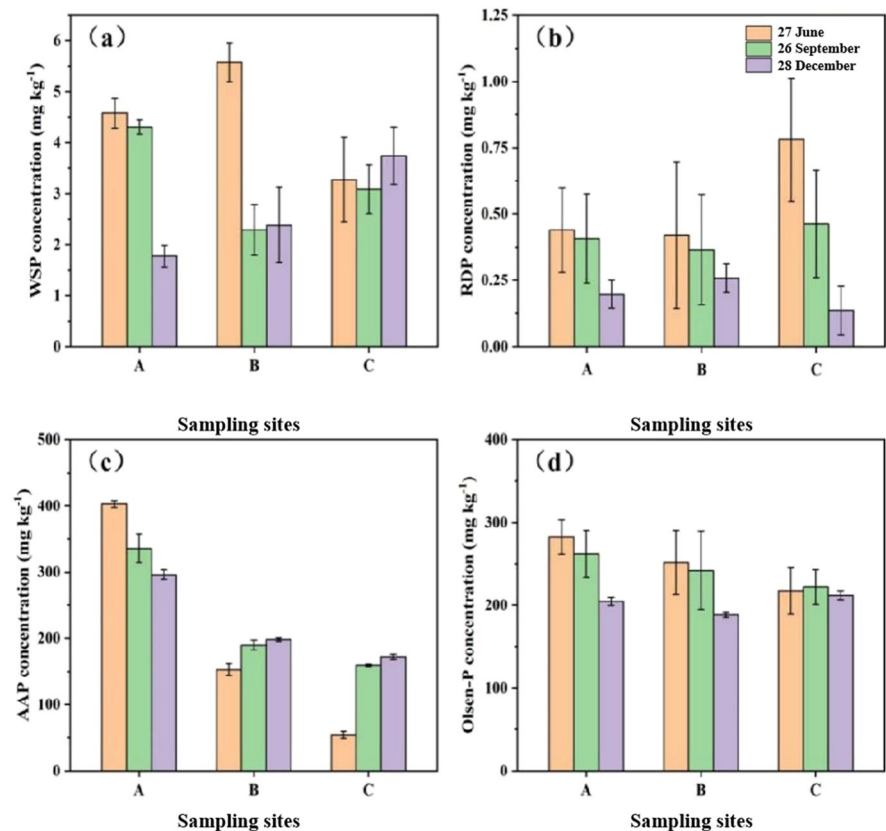 (a)
WSP concentration (mg kg-1)
6
5
4
3
2
1
0
A B C
Sampling sites
(b)
27 June
26 September
28 December
RDP concentration (mg kg-1)
1.25
1.00
0.75
0.50
0.25
0.00
A B C
Sampling sites
(c)
AAP concentration (mg kg-1)
500
400
300
200
100
0
A B C
Sampling sites
(d)
Olsen-P concentration (mg kg-1)
400
300
200
100
0
A B C
Sampling sites